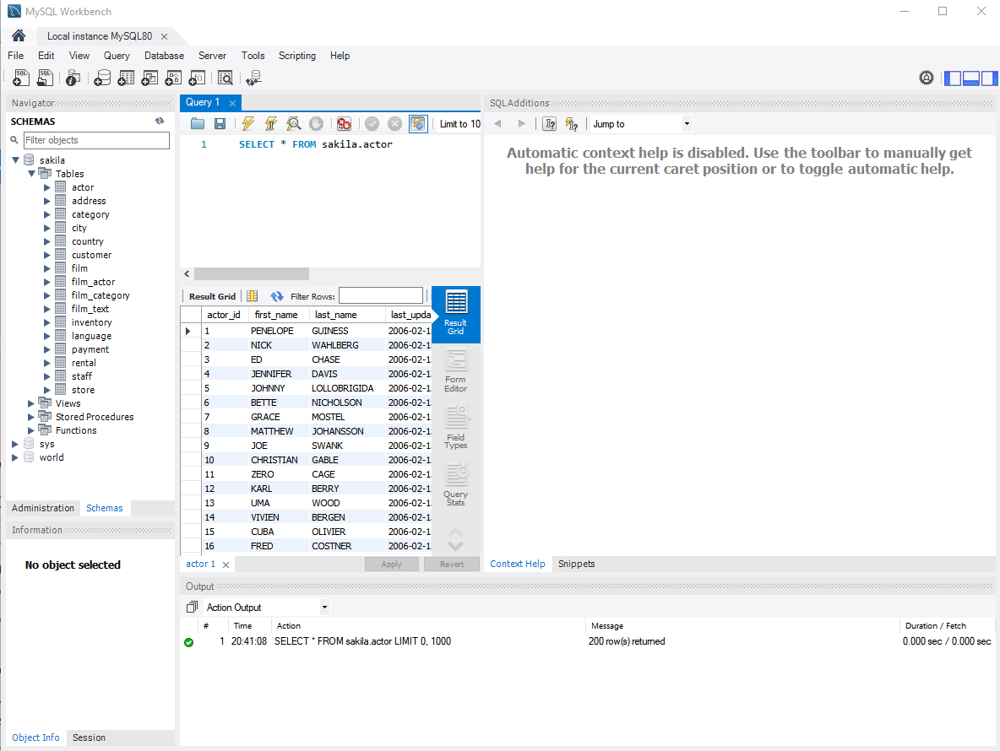 MySQL Workbench
Local instance MySQL80
File Edit View Query Database Server Tools Scripting Help
Navigator
SCHEMAS
Filter objects
sakila
Tables
actor
address
category
city
country
customer
film
film_actor
film_category
film_text
inventory
language
payment
rental
staff
store
Views
Stored Procedures
Functions
sys
world
Administration Schemas
Information
No object selected
Object Info Session
Query 1
Limit to 10
1 SELECT * FROM sakila.actor
Result Grid Filter Rows:
actor_id first_name last_name last_upda
1 PENELOPE GUINESS 2006-02-1
2 NICK WAHLBERG 2006-02-1
3 ED CHASE 2006-02-1
4 JENNIFER DAVIS 2006-02-1
5 JOHNNY LOLLOBRIGIDA 2006-02-1
6 BETTE NICHOLSON 2006-02-1
7 GRACE MOSTEL 2006-02-1
8 MATTHEW JOHANSSON 2006-02-1
9 JOE SWANK 2006-02-1
10 CHRISTIAN GABLE 2006-02-1
11 ZERO CAGE 2006-02-1
12 KARL BERRY 2006-02-1
13 UMA WOOD 2006-02-1
14 VIVIEN BERGEN 2006-02-1
15 CUBA OLIVIER 2006-02-1
16 FRED COSTNER 2006-02-1
Result
Grid
Form
Editor
Field
Types
Query
Stats
actor 1 Apply Revert
SQLAdditions
Jump to
Automatic context help is disabled. Use the toolbar to manually get
help for the current caret position or to toggle automatic help.
Context Help Snippets
Output
Action Output
# Time Action Message Duration / Fetch
1 20:41:08 SELECT * FROM sakila.actor LIMIT 0, 1000 200 row(s) returned 0.000 sec / 0.000 sec